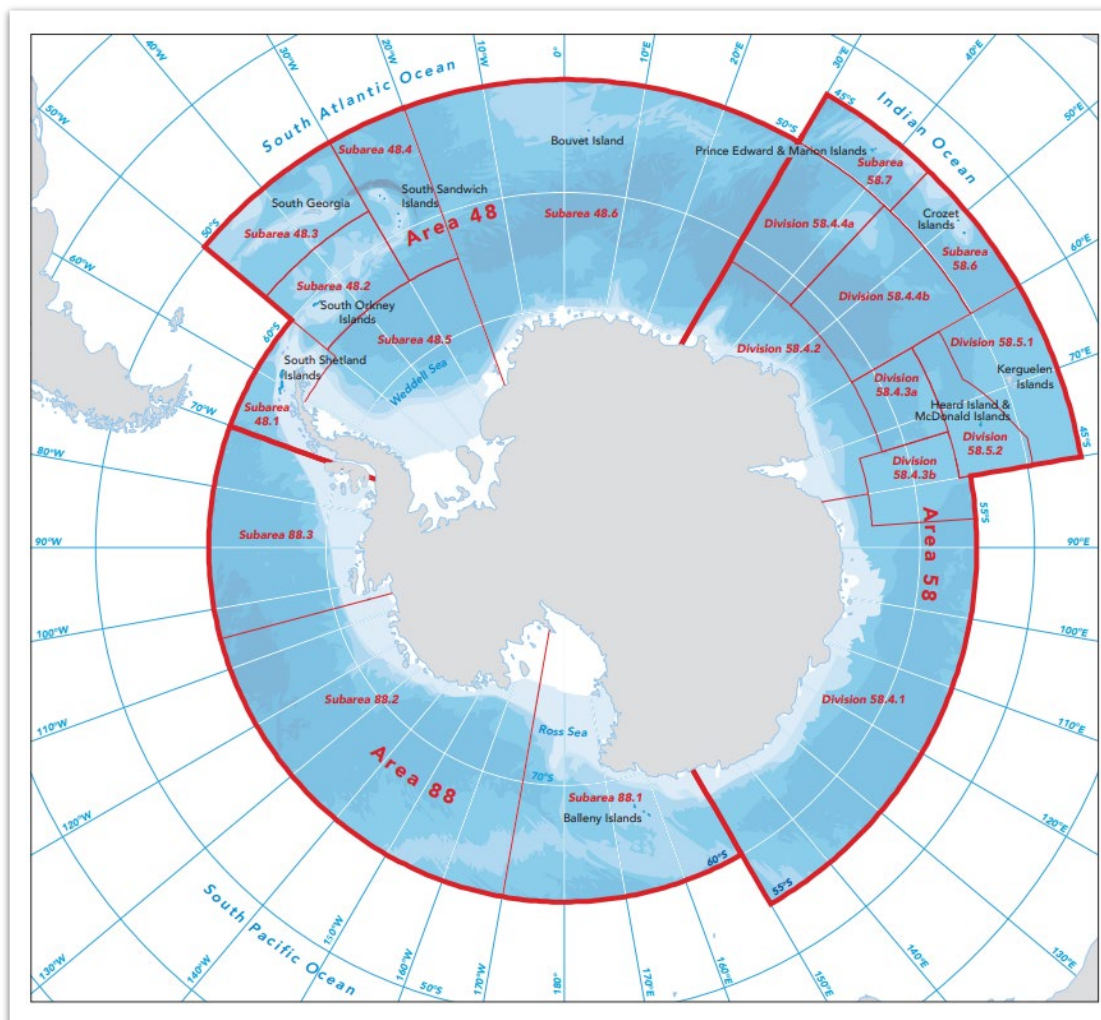 40°W
30°W
20°W
10°W
0°
10°E
20°E
30°E
40°E
50°E
50°W
60°W
South Atlantic Ocean
Indian Ocean
45°S
50°S
Subarea 48.4
Bouvet Island
Prince Edward & Marion Islands
Subarea
58.7
South Sandwich
Islands
South Georgia
Area 48
Subarea 48.6
Division 58.4.4a
Crozet
Islands
50°S
Subarea 48.3
Subarea
58.6
60°E
Subarea 48.2
Division 58.4.4b
South Orkney
Islands
60°S
Subarea 48.5
Division 58.4.2
Division 58.5.1
70°E
South Shetland
Islands
Weddell Sea
Kerguelen
Islands
Division
58.4.3a
70°W
Subarea
48.1
Heard Island &
McDonald Islands
Division
58.5.2
45°S
80°W
Division
58.4.3b
80°E
55°S
Area 58
Subarea 88.3
90°W
90°E
100°W
100°E
Subarea 88.2
Division 58.4.1
110°W
110°E
Ross Sea
Area 88
70°S
Subarea 88.1
Balleny Islands
120°W
120°E
60°S
55°S
South Pacific Ocean
130°W
140°W
150°W
160°W
50°S
170°W
180°
170°E
160°E
150°E
140°E
130°E